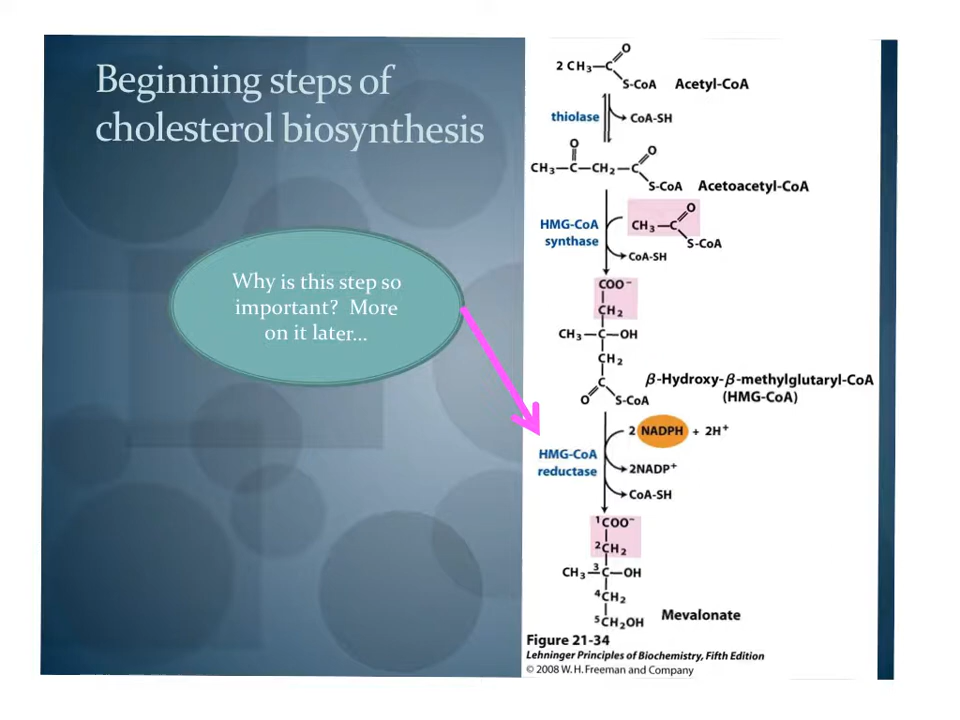 Beginning steps of
cholesterol biosynthesis
Why is this step so
important? More
on it later...
2 CH₃—C
O
S-CoA
Acetyl-CoA
thiolase
CoA-SH
O
O
CH₃—C—CH₂—C
S-CoA
Acetoacetyl-CoA
HMG-CoA
synthase
O
CH₃—C
S-CoA
CoA-SH
COO⁻
CH₂
CH₃—C—OH
CH₂
C
O
S-CoA
β-Hydroxy-β-methylglutaryl-CoA
(HMG-CoA)
2 NADPH + 2H⁺
HMG-CoA
reductase
2NADP⁺
CoA-SH
¹COO⁻
²CH₂
CH₃—³C—OH
⁴CH₂
⁵CH₂OH
Mevalonate
Figure 21-34
Lehninger Principles of Biochemistry, Fifth Edition
© 2008 W. H. Freeman and Company